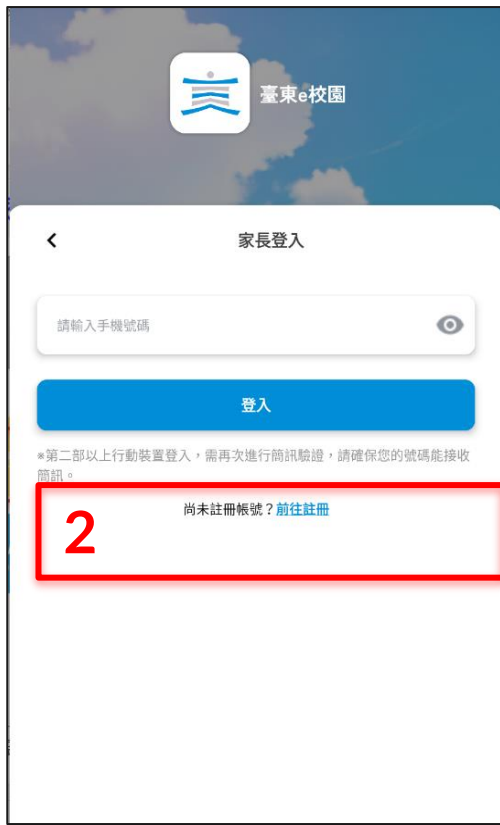 臺東e校園
家長登入
請輸入手機號碼
登入
*第二部以上行動裝置登入，需再次進行簡訊驗證，請確保您的號碼能接收
簡訊。
尚未註冊帳號？前往註冊
2